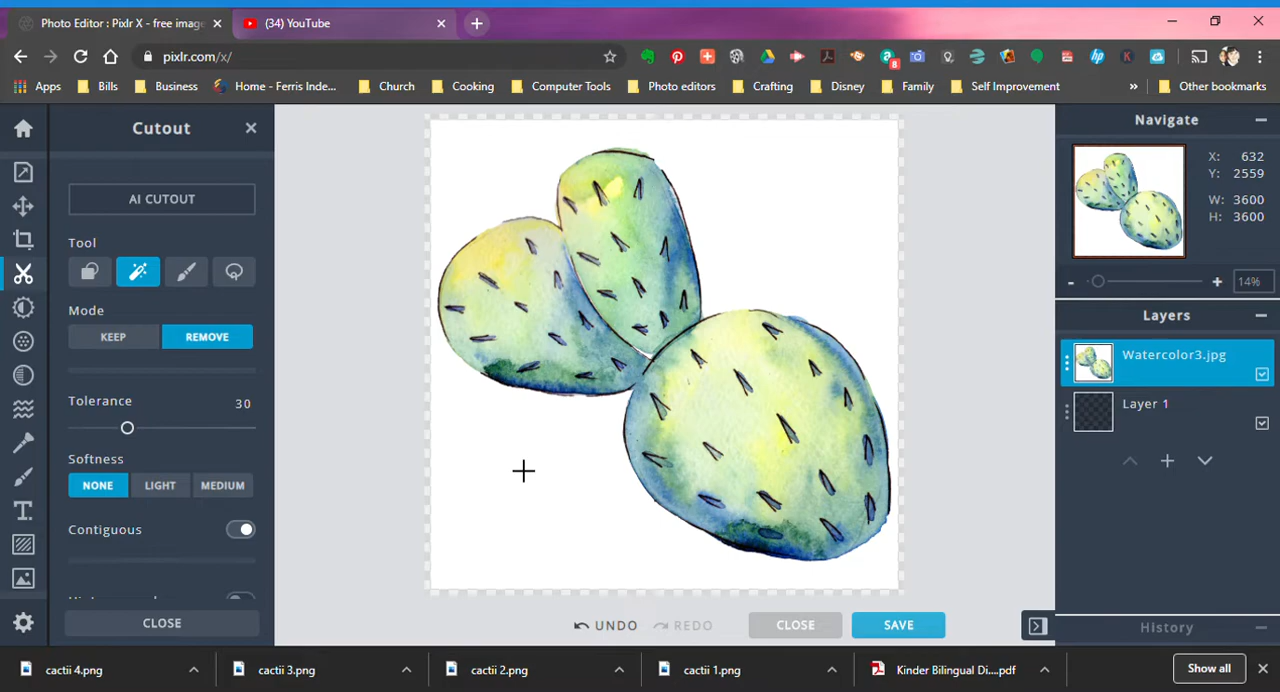 Photo Editor : Pixlr X - free imag
(34) YouTube
pixlr.com/x/
8
Apps
Bills
Business
Home - Ferris Inde...
Church
Cooking
Computer Tools
Photo editors
Crafting
Disney
Family
Self Improvement
»
Other bookmarks
Cutout
AI CUTOUT
Tool
Mode
KEEP
REMOVE
Tolerance
30
Softness
NONE
LIGHT
MEDIUM
Contiguous
CLOSE
UNDO
REDO
CLOSE
SAVE
Navigate
X: 632
Y: 2559
W: 3600
H: 3600
14%
Layers
Watercolor3.jpg
Layer 1
History
cactii 4.png
cactii 3.png
cactii 2.png
cactii 1.png
Kinder Bilingual Di....pdf
Show all